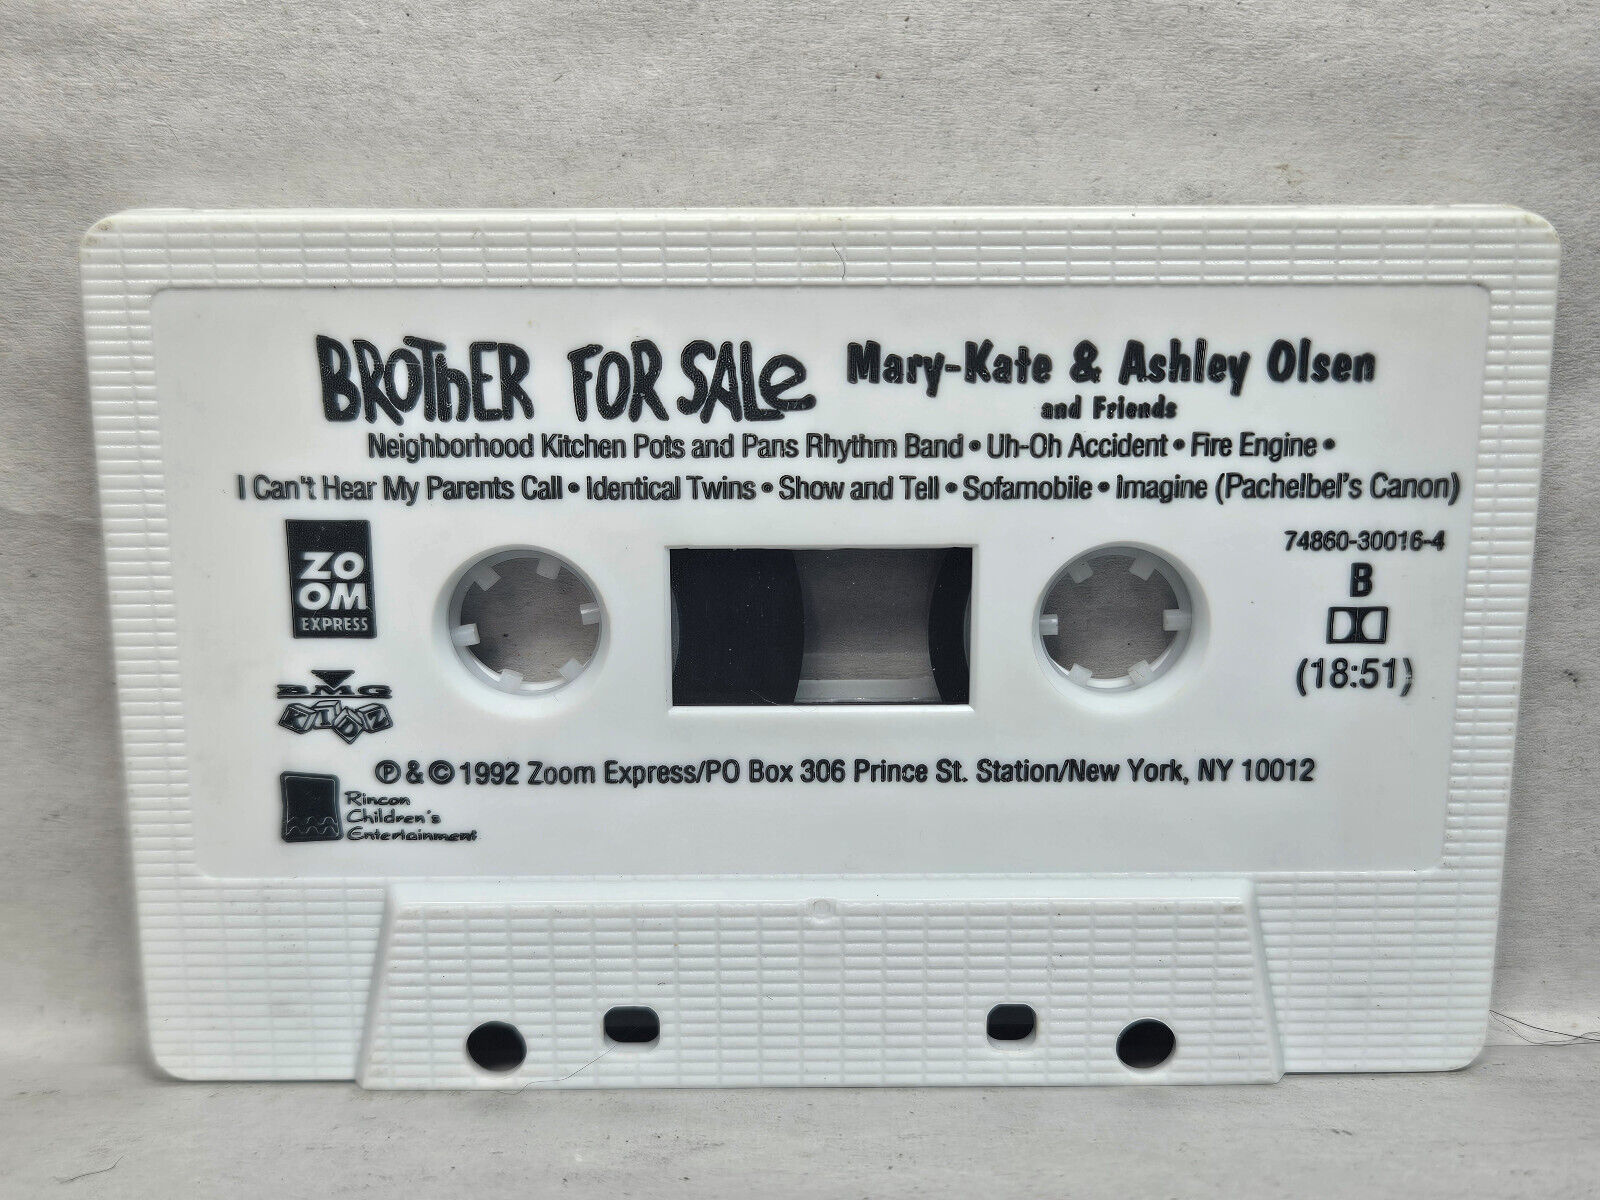 BROTHER FOR SALE Mary-Kate & Ashley Olsen
and Friends
Neighborhood Kitchen Pots and Pans Rhythm Band • Uh-Oh Accident • Fire Engine •
I Can't Hear My Parents Call • Identical Twins • Show and Tell • Sofamobile • Imagine (Pachelbel's Canon)
74860-30016-4
B
(18:51)
ZO
OM
EXPRESS
BMG
KIDZ
℗ & © 1992 Zoom Express/PO Box 306 Prince St. Station/New York, NY 10012
Rincon
Children's
Entertainment